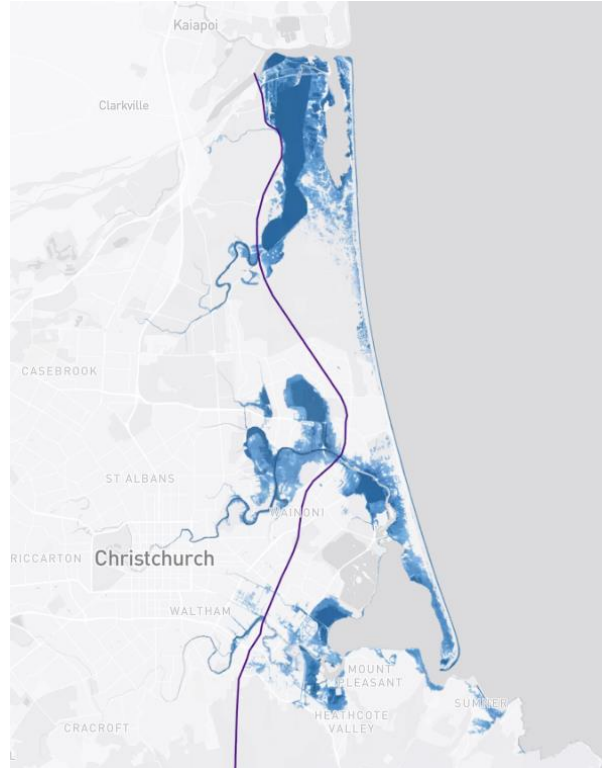 Kaiapoi
Clarkville
CASEBROOK
ST ALBANS
WAINONI
RICCARTON
Christchurch
WALTHAM
MOUNT
PLEASANT
SUMNER
HEATHCOTE
VALLEY
CRACROFT
L